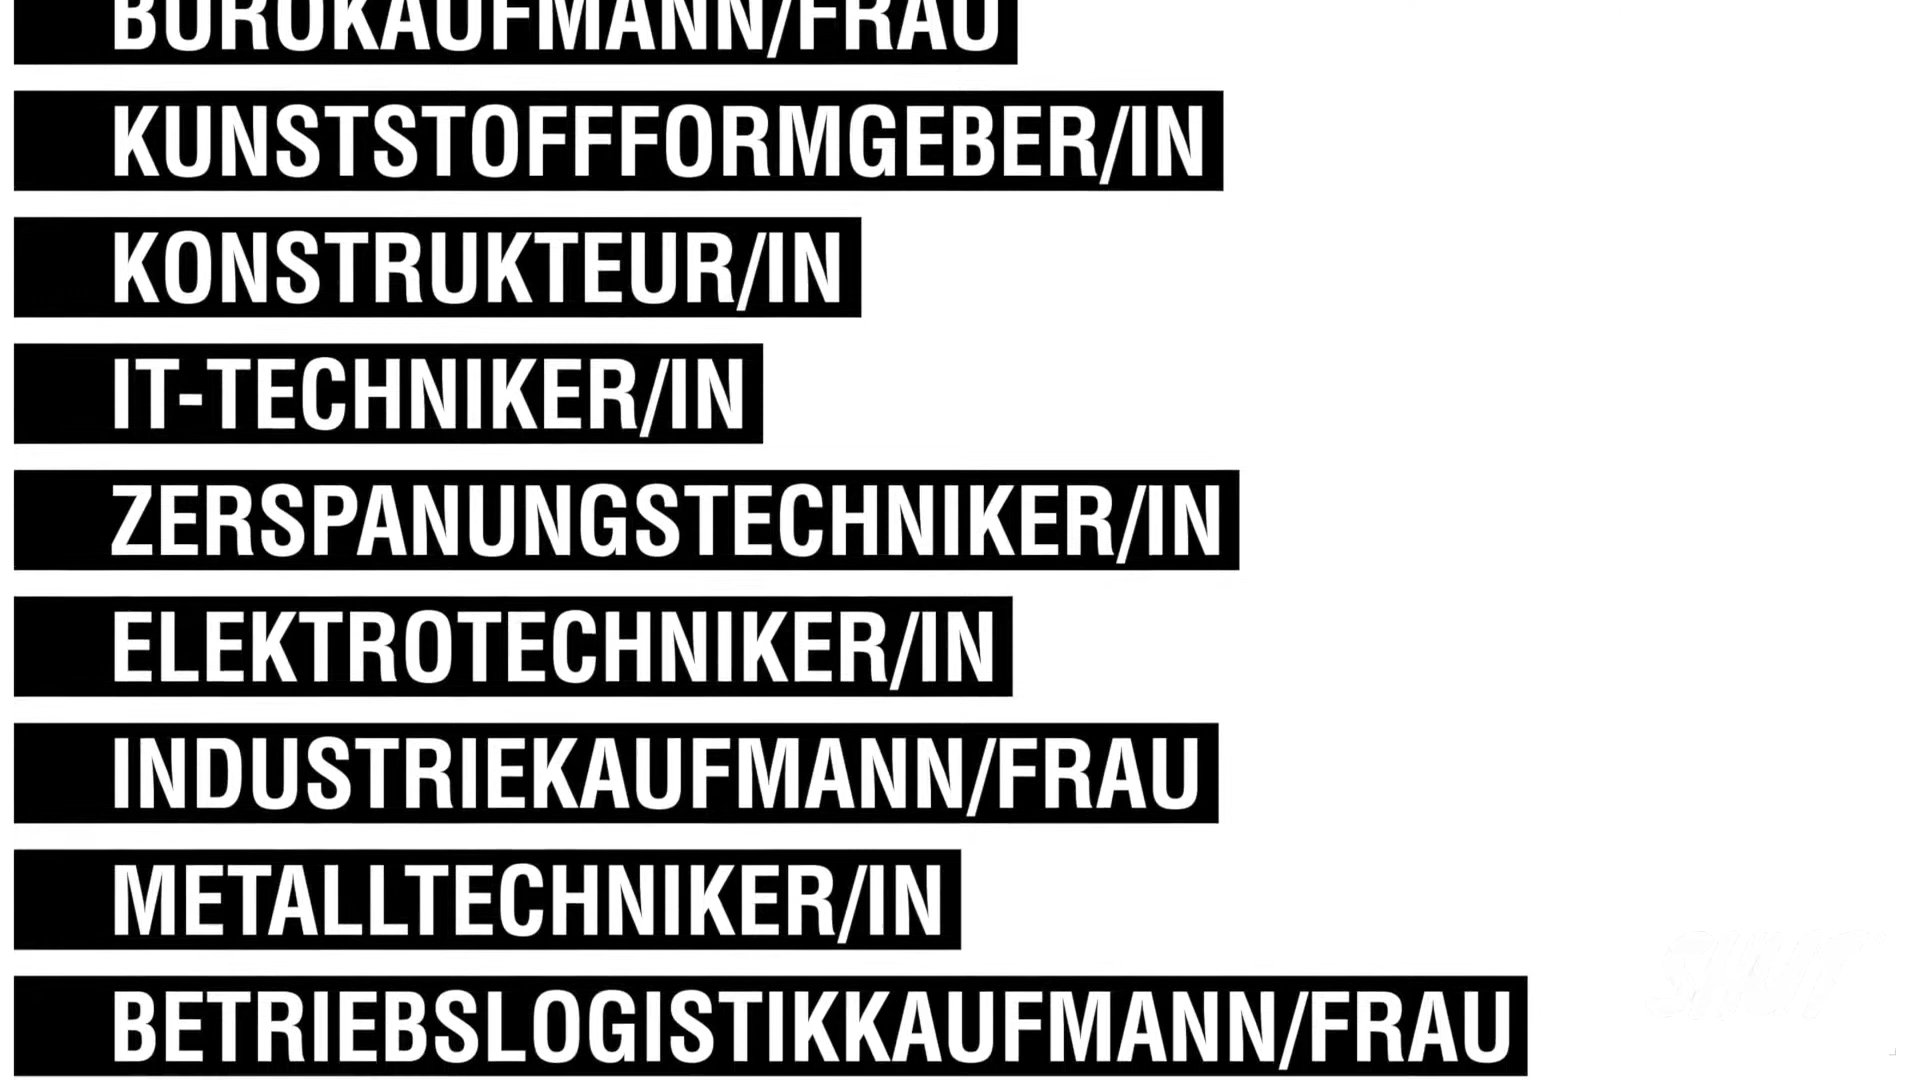 BÜROKAUFMANN/FRAU
KUNSTSTOFFFORMGEBER/IN
KONSTRUKTEUR/IN
IT-TECHNIKER/IN
ZERSPANUNGSTECHNIKER/IN
ELEKTROTECHNIKER/IN
INDUSTRIEKAUFMANN/FRAU
METALLTECHNIKER/IN
BETRIEBSLOGISTIKKAUFMANN/FRAU